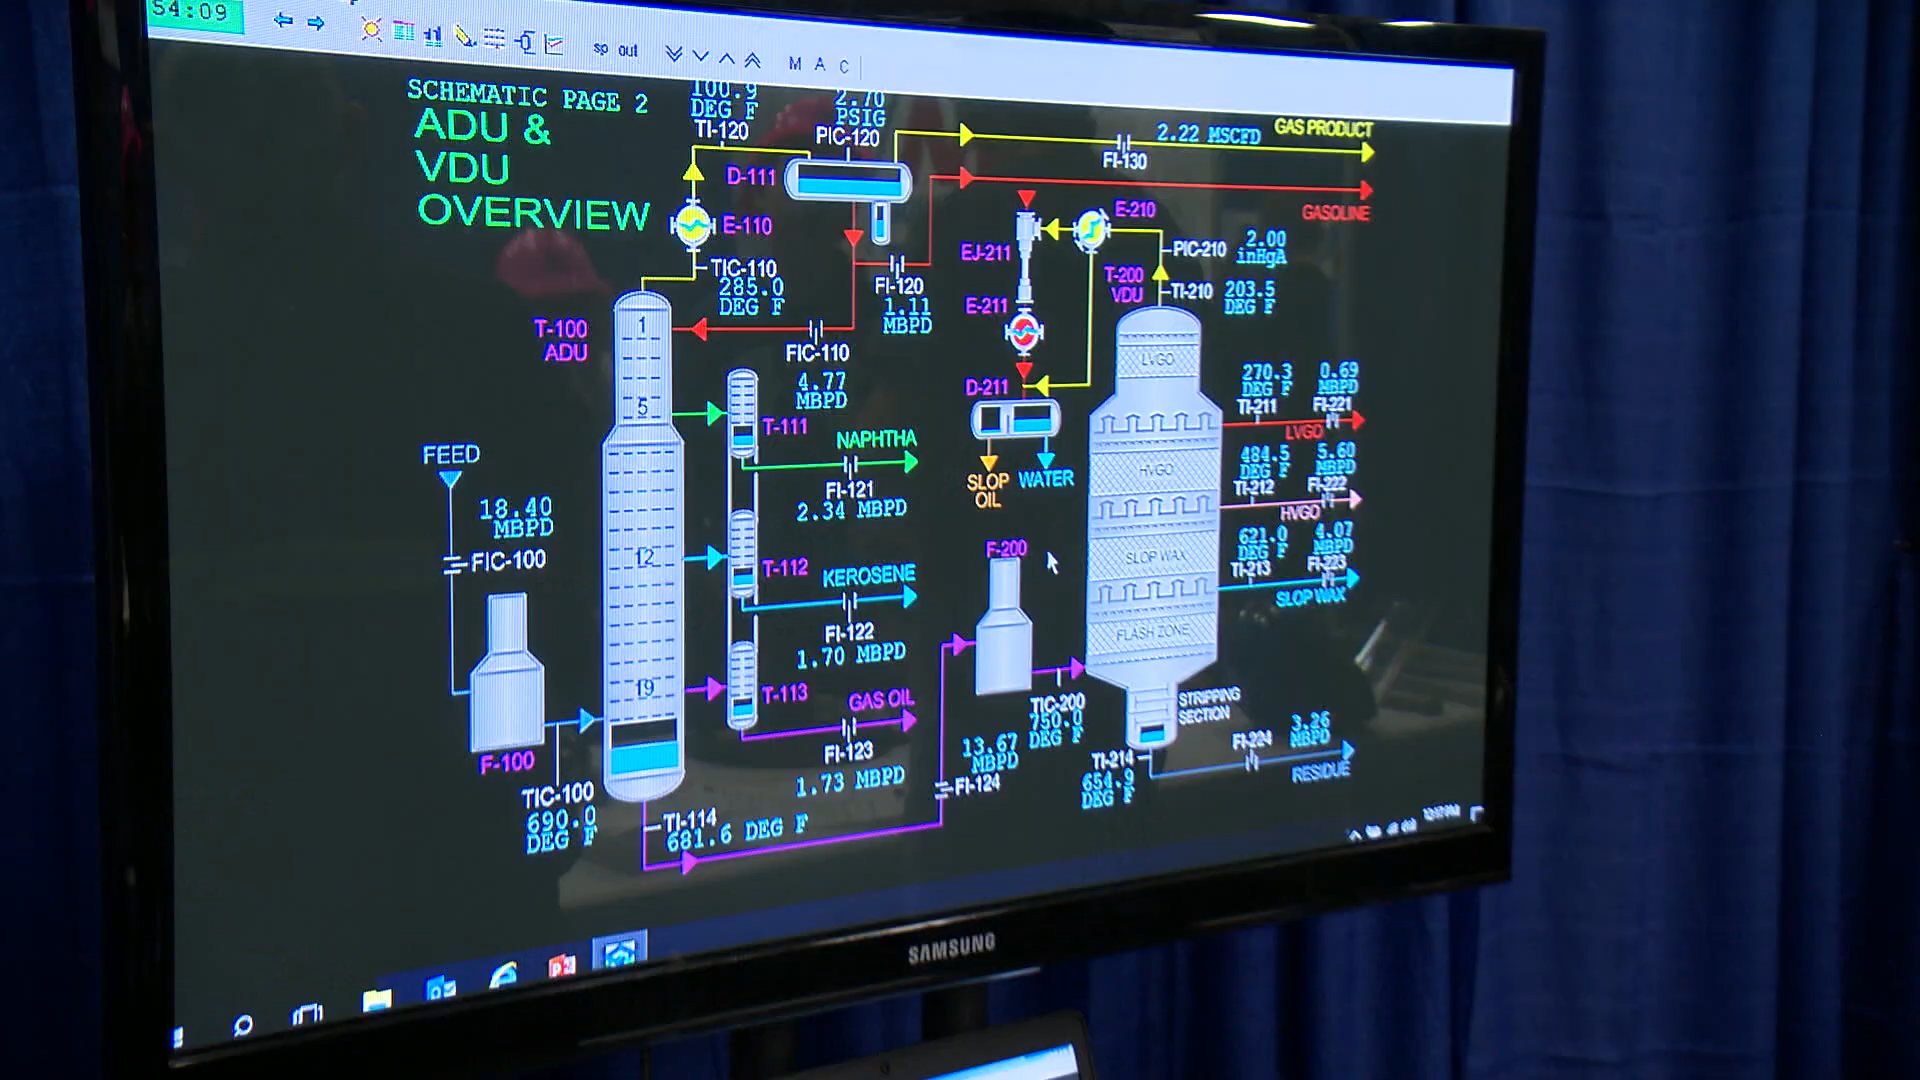 54:09
sp out
M A C
SCHEMATIC PAGE 2
ADU &
VDU
OVERVIEW
100.9
DEG F
TI-120
2.70
PSIG
PIC-120
D-111
E-110
TIC-110
285.0
DEG F
2.22 MSCFD
GAS PRODUCT
FI-130
GASOLINE
FI-120
1.11
MBPD
T-100
ADU
1
5
12
19
FIC-110
4.77
MBPD
T-111
NAPHTHA
FI-121
2.34 MBPD
T-112
KEROSENE
FI-122
1.70 MBPD
T-113
GAS OIL
FI-123
1.73 MBPD
FEED
18.40
MBPD
FIC-100
F-100
TIC-100
690.0
DEG F
TI-114
681.6 DEG F
E-210
EJ-211
E-211
D-211
SLOP
OIL
WATER
PIC-210
2.00
inHgA
T-200
VDU
TI-210
203.5
DEG F
LVGO
HVGO
SLOP WAX
FLASH ZONE
STRIPPING
SECTION
270.3
DEG F
TI-211
0.69
MBPD
FI-221
LVGO
484.5
DEG F
TI-212
5.60
MBPD
FI-222
HVGO
621.0
DEG F
TI-213
4.07
MBPD
FI-223
SLOP WAX
F-200
TIC-200
750.0
DEG F
13.67
MBPD
FI-124
TI-214
654.9
DEG F
3.26
MBPD
FI-224
RESIDUE
SAMSUNG